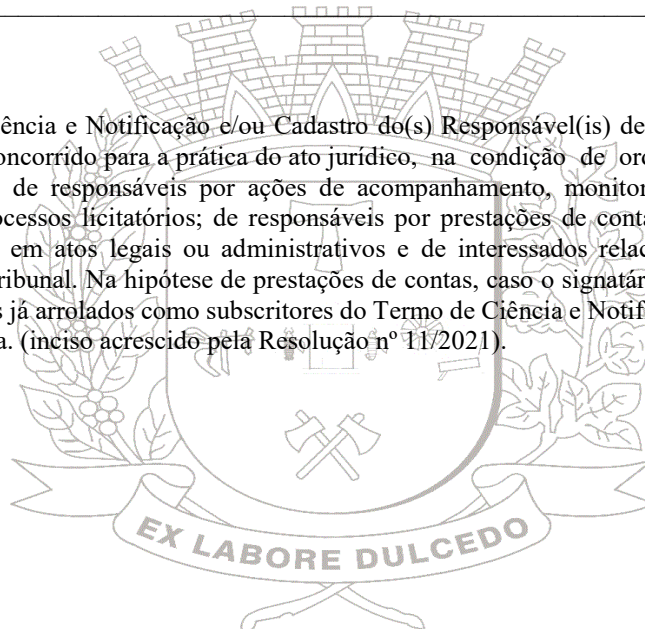 ência e Notificação e/ou Cadastro do(s) Responsável(is) de
oncorrido para a prática do ato jurídico, na condição de ord
de responsáveis por ações de acompanhamento, monitor
ocessos licitatórios; de responsáveis por prestações de conta
em atos legais ou administrativos e de interessados relac
ribunal. Na hipótese de prestações de contas, caso o signatár
s já arrolados como subscritores do Termo de Ciência e Notif
a. (inciso acrescido pela Resolução nº 11/2021).
EX LABORE DULCEDO